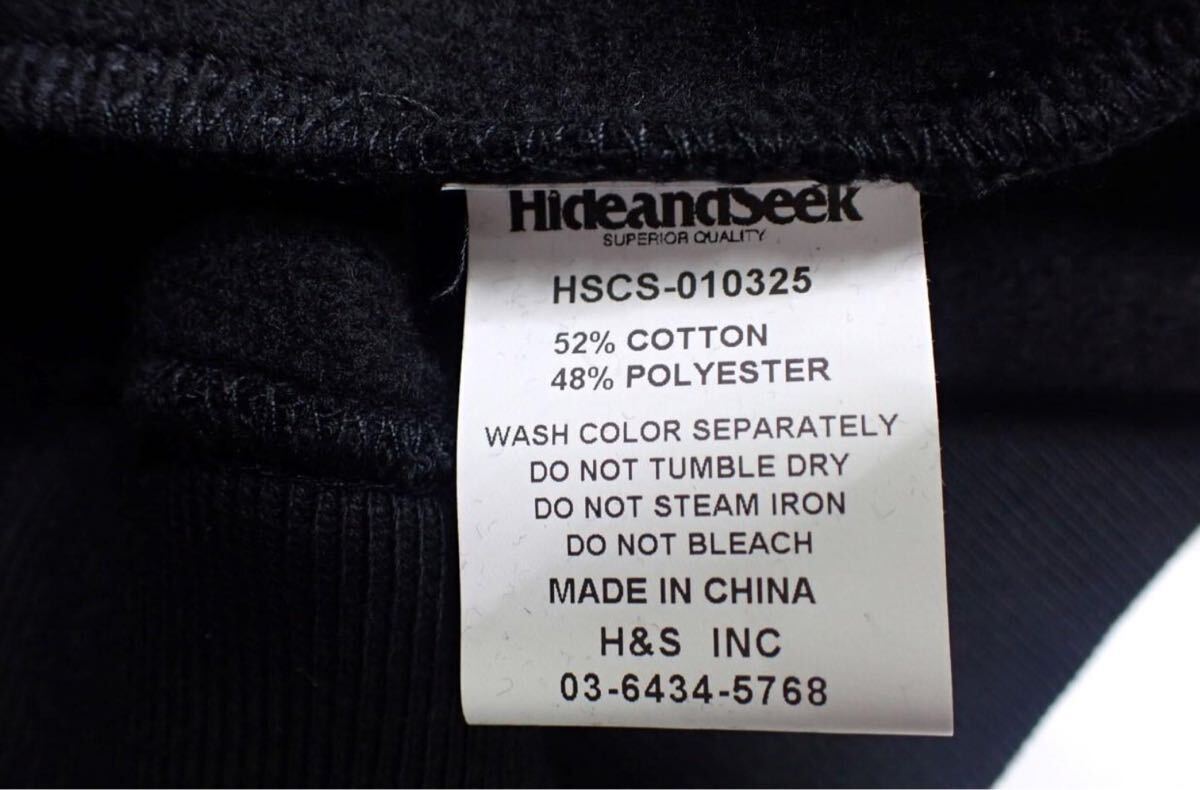 HideandSeek
SUPERIOR QUALITY
HSCS-010325
52% COTTON
48% POLYESTER
WASH COLOR SEPARATELY
DO NOT TUMBLE DRY
DO NOT STEAM IRON
DO NOT BLEACH
MADE IN CHINA
H&S INC
03-6434-5768